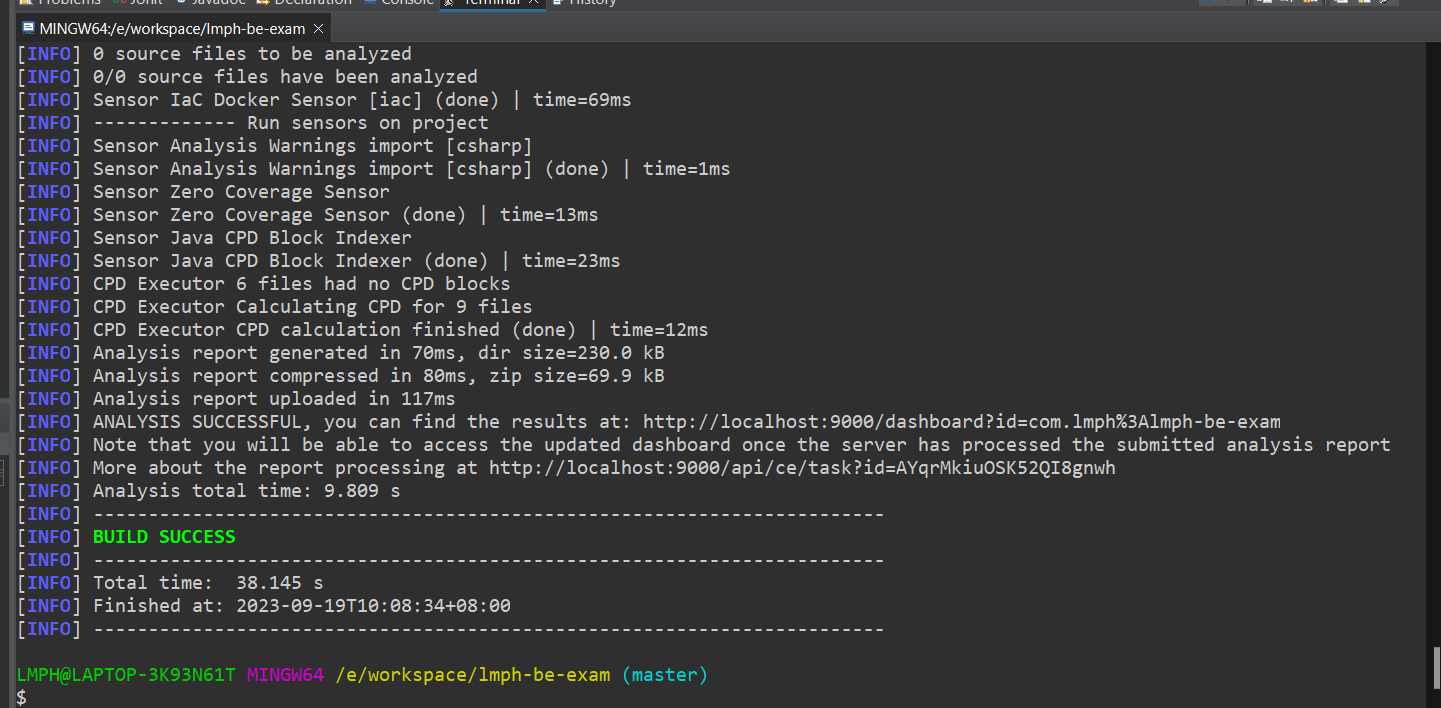 Problems JUnit Javadoc Declaration Console Terminal History
MINGW64:/e/workspace/lmph-be-exam
[INFO] 0 source files to be analyzed
[INFO] 0/0 source files have been analyzed
[INFO] Sensor IaC Docker Sensor [iac] (done) | time=69ms
[INFO] ------------- Run sensors on project
[INFO] Sensor Analysis Warnings import [csharp]
[INFO] Sensor Analysis Warnings import [csharp] (done) | time=1ms
[INFO] Sensor Zero Coverage Sensor
[INFO] Sensor Zero Coverage Sensor (done) | time=13ms
[INFO] Sensor Java CPD Block Indexer
[INFO] Sensor Java CPD Block Indexer (done) | time=23ms
[INFO] CPD Executor 6 files had no CPD blocks
[INFO] CPD Executor Calculating CPD for 9 files
[INFO] CPD Executor CPD calculation finished (done) | time=12ms
[INFO] Analysis report generated in 70ms, dir size=230.0 kB
[INFO] Analysis report compressed in 80ms, zip size=69.9 kB
[INFO] Analysis report uploaded in 117ms
[INFO] ANALYSIS SUCCESSFUL, you can find the results at: http://localhost:9000/dashboard?id=com.lmph%3Almph-be-exam
[INFO] Note that you will be able to access the updated dashboard once the server has processed the submitted analysis report
[INFO] More about the report processing at http://localhost:9000/api/ce/task?id=AYqrMkiuOSK52QI8gnwh
[INFO] Analysis total time: 9.809 s
[INFO] ------------------------------------------------------------------------
[INFO] BUILD SUCCESS
[INFO] ------------------------------------------------------------------------
[INFO] Total time:  38.145 s
[INFO] Finished at: 2023-09-19T10:08:34+08:00
[INFO] ------------------------------------------------------------------------
LMPH@LAPTOP-3K93N61T MINGW64 /e/workspace/lmph-be-exam (master)
$